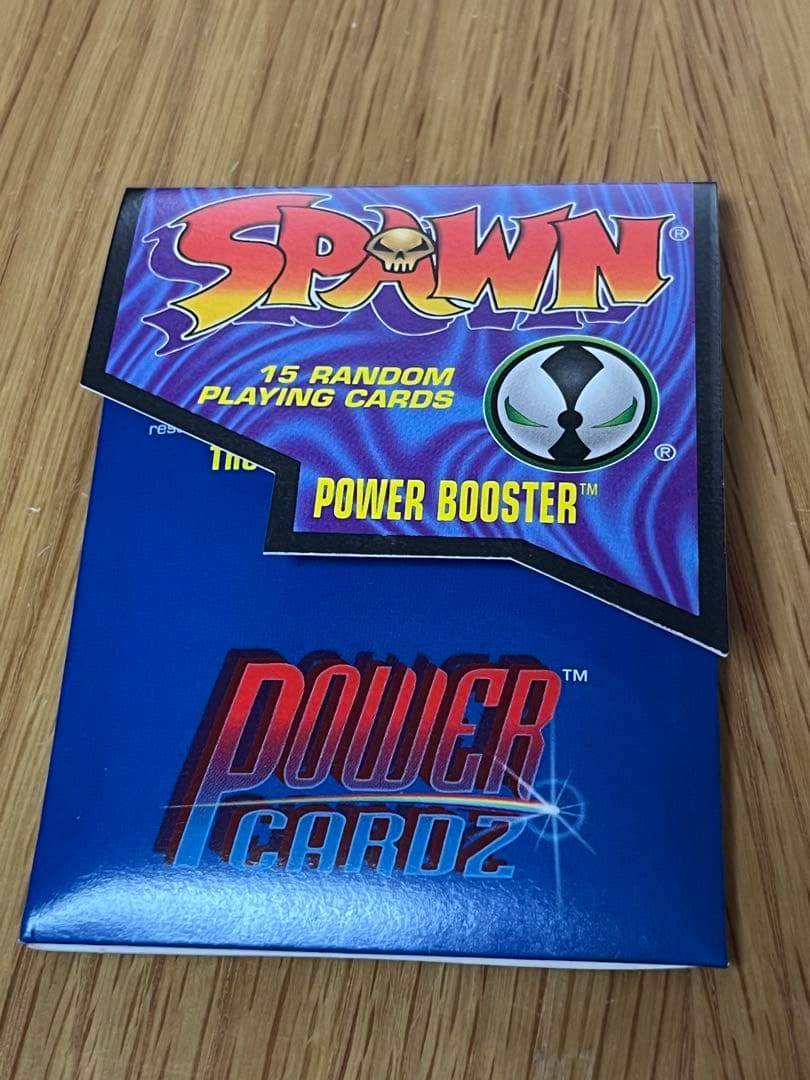 SPAWN®
15 RANDOM
PLAYING CARDS
®
POWER BOOSTER™
POWER™
CARDZ